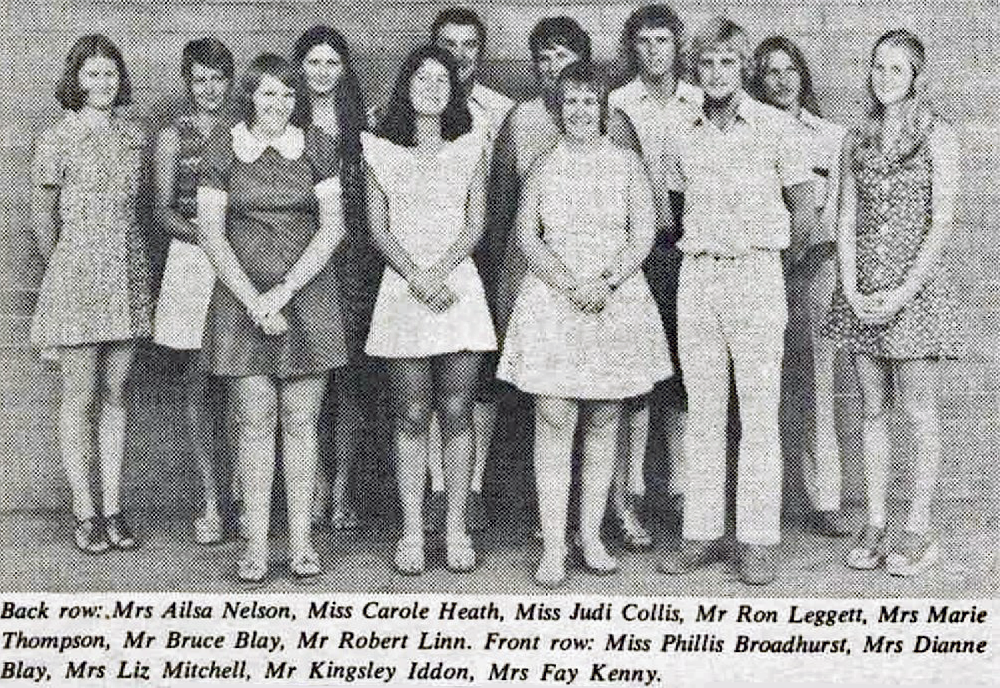 Back row: Mrs Ailsa Nelson, Miss Carole Heath, Miss Judi Collis, Mr Ron Leggett, Mrs Marie
Thompson, Mr Bruce Blay, Mr Robert Linn. Front row: Miss Phillis Broadhurst, Mrs Dianne
Blay, Mrs Liz Mitchell, Mr Kingsley Iddon, Mrs Fay Kenny.